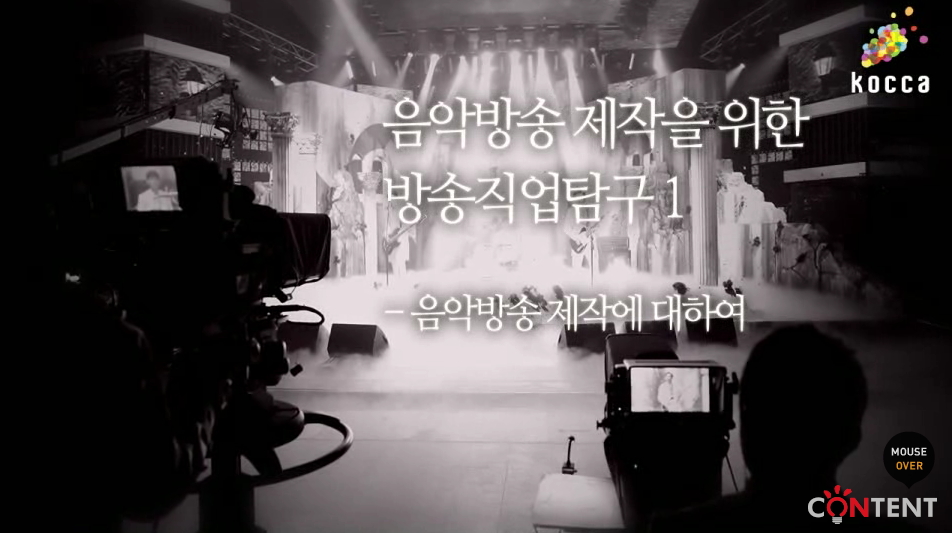 kocca
음악방송 제작을 위한
방송직업탐구 1
- 음악방송 제작에 대하여
MOUSE
OVER
CONTENT